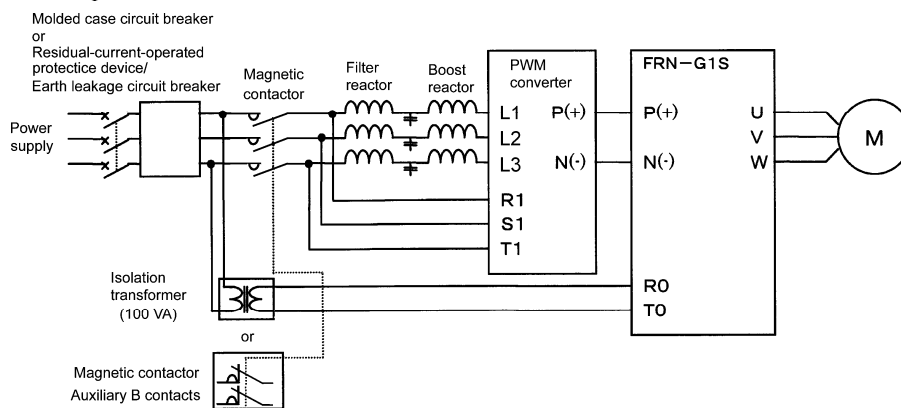 Molded case circuit breaker
or
Residual-current-operated
protectice device/
Earth leakage circuit breaker
Magnetic
contactor
Filter
reactor
Boost
reactor
PWM
converter
FRN-G1S
Power
supply
L1
L2
L3
P(+)
N(-)
R1
S1
T1
P(+)
N(-)
U
V
W
M
R0
T0
Isolation
transformer
(100 VA)
or
Magnetic contactor
Auxiliary B contacts